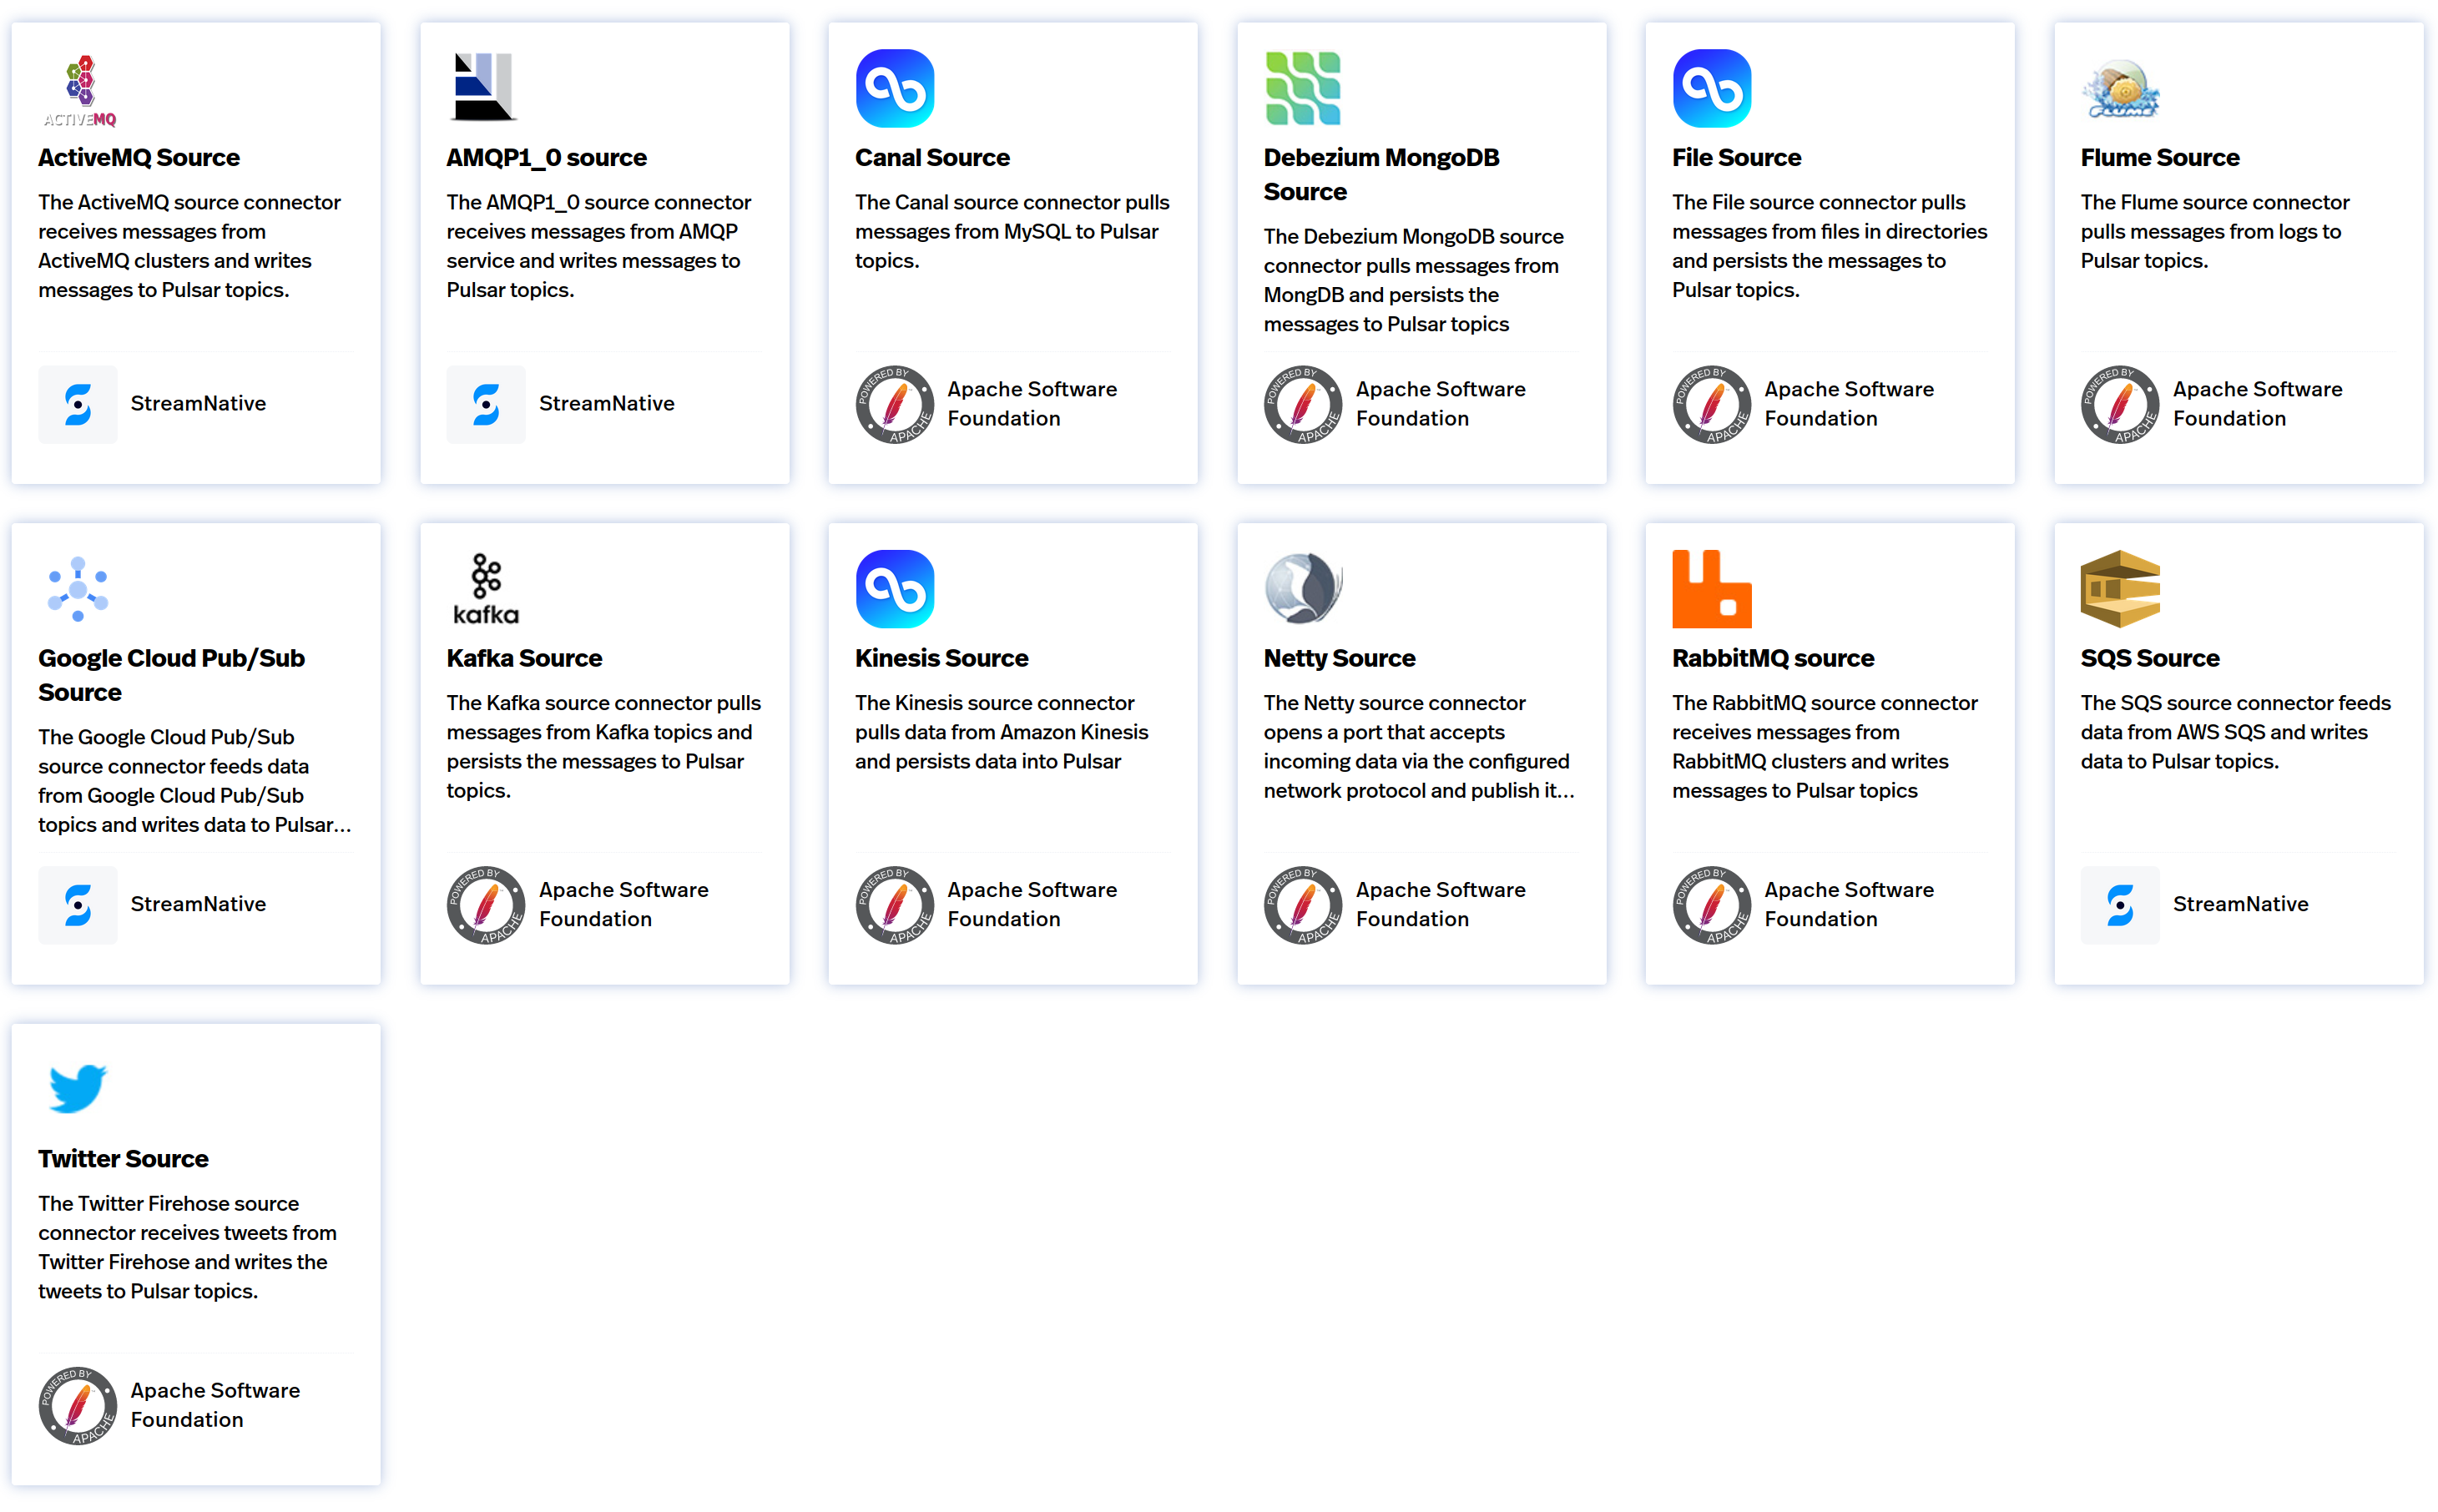 ACTIVEMQ
ActiveMQ Source
The ActiveMQ source connector
receives messages from
ActiveMQ clusters and writes
messages to Pulsar topics.
StreamNative
AMQP1_0 source
The AMQP1_0 source connector
receives messages from AMQP
service and writes messages to
Pulsar topics.
StreamNative
Canal Source
The Canal source connector pulls
messages from MySQL to Pulsar
topics.
POWERED BY
APACHE
Apache Software
Foundation
Debezium MongoDB
Source
The Debezium MongoDB source
connector pulls messages from
MongDB and persists the
messages to Pulsar topics
POWERED BY
APACHE
Apache Software
Foundation
File Source
The File source connector pulls
messages from files in directories
and persists the messages to
Pulsar topics.
POWERED BY
APACHE
Apache Software
Foundation
FLUME
Flume Source
The Flume source connector
pulls messages from logs to
Pulsar topics.
POWERED BY
APACHE
Apache Software
Foundation
Google Cloud Pub/Sub
Source
The Google Cloud Pub/Sub
source connector feeds data
from Google Cloud Pub/Sub
topics and writes data to Pulsar...
StreamNative
kafka
Kafka Source
The Kafka source connector pulls
messages from Kafka topics and
persists the messages to Pulsar
topics.
POWERED BY
APACHE
Apache Software
Foundation
Kinesis Source
The Kinesis source connector
pulls data from Amazon Kinesis
and persists data into Pulsar
POWERED BY
APACHE
Apache Software
Foundation
Netty Source
The Netty source connector
opens a port that accepts
incoming data via the configured
network protocol and publish it...
POWERED BY
APACHE
Apache Software
Foundation
RabbitMQ source
The RabbitMQ source connector
receives messages from
RabbitMQ clusters and writes
messages to Pulsar topics
POWERED BY
APACHE
Apache Software
Foundation
SQS Source
The SQS source connector feeds
data from AWS SQS and writes
data to Pulsar topics.
StreamNative
Twitter Source
The Twitter Firehose source
connector receives tweets from
Twitter Firehose and writes the
tweets to Pulsar topics.
POWERED BY
APACHE
Apache Software
Foundation